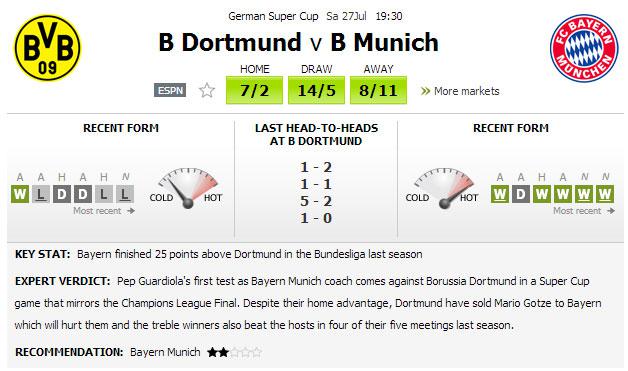 German Super Cup Sa 27Jul 19:30
BVB
09
B Dortmund v B Munich
FC BAYERN
MÜNCHEN
HOME DRAW AWAY
ESPN 7/2 14/5 8/11 » More markets
RECENT FORM
A A H A H N
W L D D L L
Most recent →
COLD HOT
LAST HEAD-TO-HEADS
AT B DORTMUND
1 - 2
1 - 1
5 - 2
1 - 0
RECENT FORM
COLD HOT
A A A A N N
W D W W W W
Most recent →
KEY STAT: Bayern finished 25 points above Dortmund in the Bundesliga last season
EXPERT VERDICT: Pep Guardiola's first test as Bayern Munich coach comes against Borussia Dortmund in a Super Cup
game that mirrors the Champions League Final. Despite their home advantage, Dortmund have sold Mario Gotze to Bayern
which will hurt them and the treble winners also beat the hosts in four of their five meetings last season.
RECOMMENDATION: Bayern Munich ★★☆☆☆